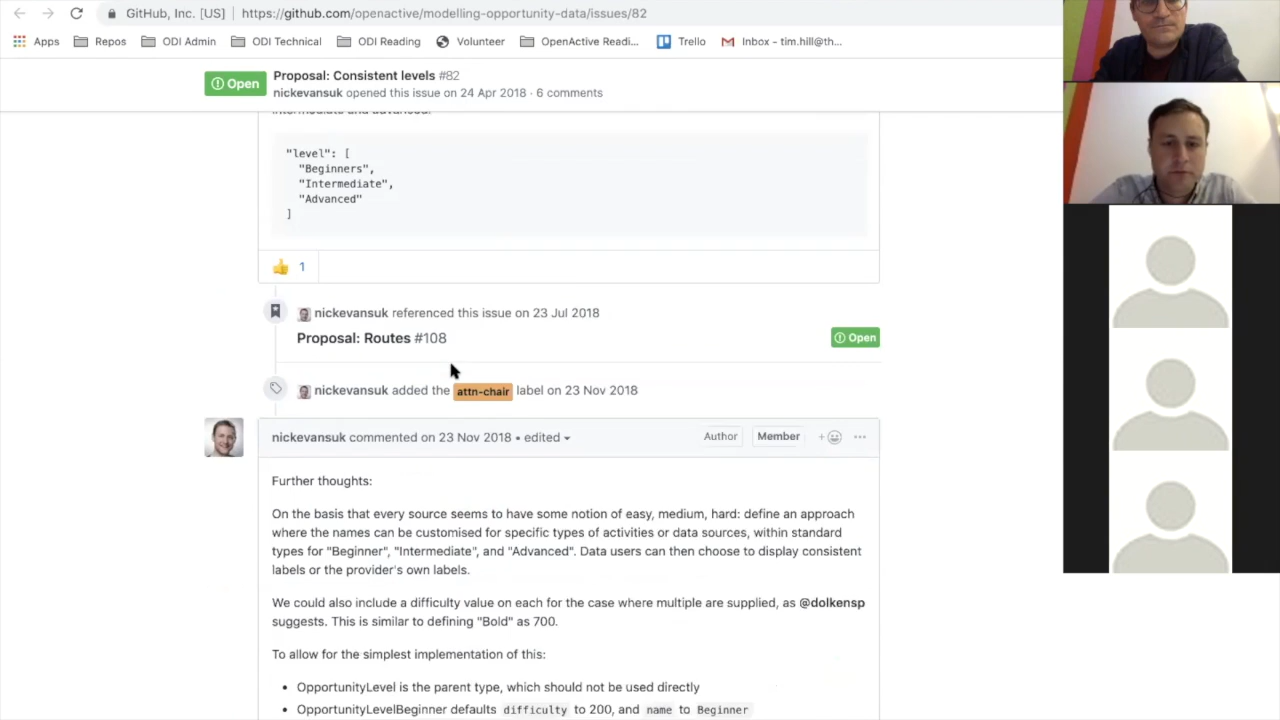 GitHub, Inc. [US] https://github.com/openactive/modelling-opportunity-data/issues/82
Apps Repos ODI Admin ODI Technical ODI Reading Volunteer OpenActive Readi... Trello Inbox - tim.hill@th...
Open Proposal: Consistent levels #82
nickevansuk opened this issue on 24 Apr 2018 · 6 comments
"level": [
"Beginners",
"Intermediate",
"Advanced"
]
👍 1
nickevansuk referenced this issue on 23 Jul 2018
Proposal: Routes #108 Open
nickevansuk added the attn-chair label on 23 Nov 2018
nickevansuk commented on 23 Nov 2018 • edited Author Member
Further thoughts:
On the basis that every source seems to have some notion of easy, medium, hard: define an approach
where the names can be customised for specific types of activities or data sources, within standard
types for "Beginner", "Intermediate", and "Advanced". Data users can then choose to display consistent
labels or the provider's own labels.
We could also include a difficulty value on each for the case where multiple are supplied, as @dolkensp
suggests. This is similar to defining "Bold" as 700.
To allow for the simplest implementation of this:
• OpportunityLevel is the parent type, which should not be used directly
• OpportunityLevelBeginner defaults difficulty to 200, and name to Beginner